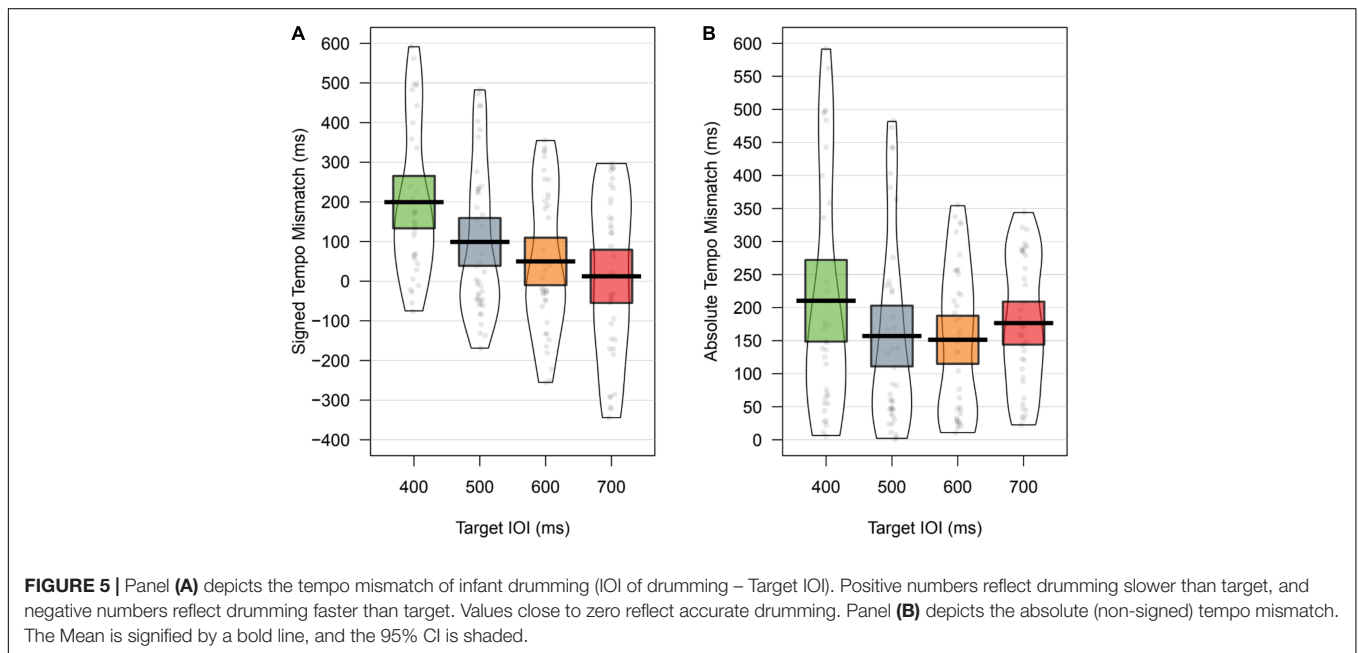 A
600
500
400
300
200
100
0
−100
−200
−300
−400
Signed Tempo Mismatch (ms)
400 500 600 700
Target IOI (ms)
B
600
550
500
450
400
350
300
250
200
150
100
50
0
Absolute Tempo Mismatch (ms)
400 500 600 700
Target IOI (ms)
FIGURE 5 | Panel (A) depicts the tempo mismatch of infant drumming (IOI of drumming – Target IOI). Positive numbers reflect drumming slower than target, and
negative numbers reflect drumming faster than target. Values close to zero reflect accurate drumming. Panel (B) depicts the absolute (non-signed) tempo mismatch.
The Mean is signified by a bold line, and the 95% CI is shaded.